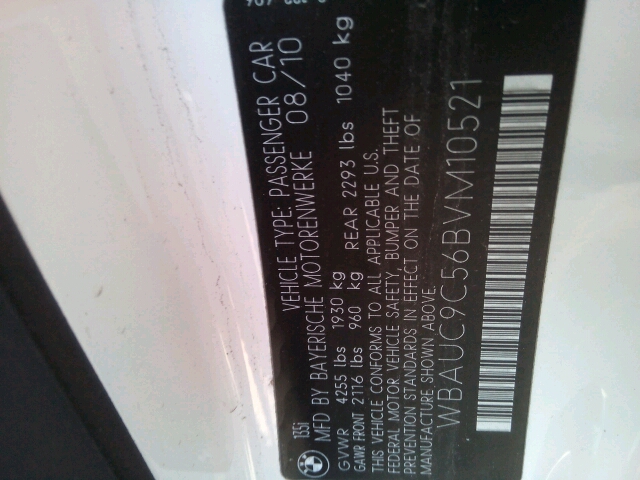 135i
VEHICLE TYPE: PASSENGER CAR
MFD BY BAYERISCHE MOTORENWERKE 08/10
GVWR 4255 lbs 1930 kg
GAWR FRONT 2116 lbs 960 kg REAR 2293 lbs 1040 kg
THIS VEHICLE CONFORMS TO ALL APPLICABLE U.S.
FEDERAL MOTOR VEHICLE SAFETY, BUMPER AND THEFT
PREVENTION STANDARDS IN EFFECT ON THE DATE OF
MANUFACTURE SHOWN ABOVE.
WBAUC9C56BVM10521